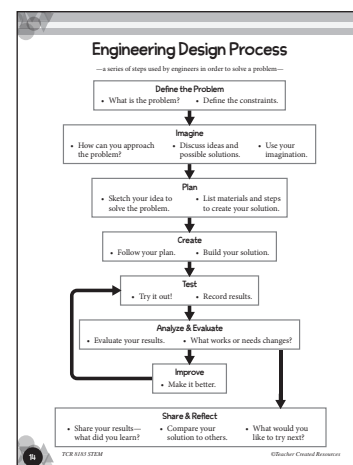 Engineering Design Process
—a series of steps used by engineers in order to solve a problem—
Define the Problem
• What is the problem? • Define the constraints.
Imagine
• How can you approach the problem?
• Discuss ideas and possible solutions.
• Use your imagination.
Plan
• Sketch your idea to solve the problem.
• List materials and steps to create your solution.
Create
• Follow your plan. • Build your solution.
Test
• Try it out! • Record results.
Analyze & Evaluate
• Evaluate your results. • What works or needs changes?
Improve
• Make it better.
Share & Reflect
• Share your results—what did you learn?
• Compare your solution to others.
• What would you like to try next?
14 TCR 8183 STEM ©Teacher Created Resources